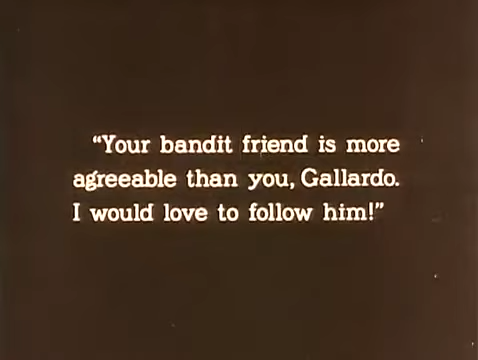 “Your bandit friend is more
agreeable than you, Gallardo.
I would love to follow him!”